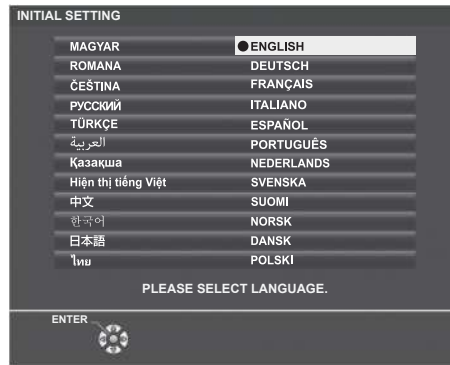 INITIAL SETTING
MAGYAR ENGLISH
ROMANA DEUTSCH
ČEŠTINA FRANÇAIS
РУССКИЙ ITALIANO
TÜRKÇE ESPAÑOL
العربية PORTUGUÊS
Қазақша NEDERLANDS
Hiện thị tiếng Việt SVENSKA
中文 SUOMI
한국어 NORSK
日本語 DANSK
ไทย POLSKI
PLEASE SELECT LANGUAGE.
ENTER